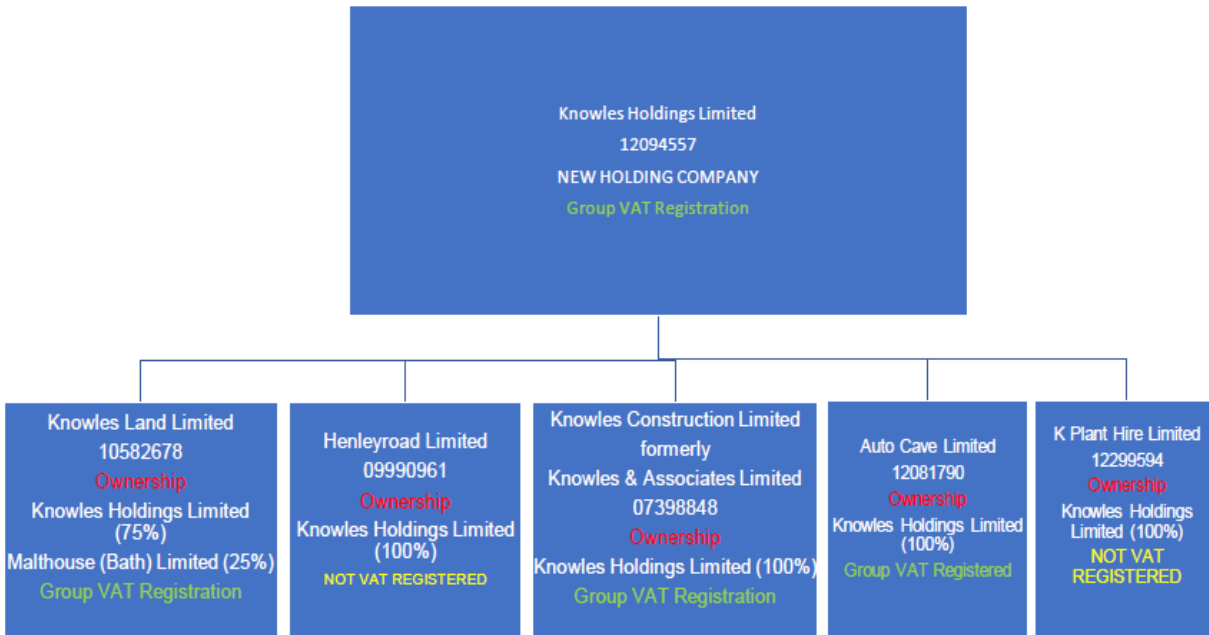 Knowles Holdings Limited
12094557
NEW HOLDING COMPANY
Group VAT Registration
Knowles Land Limited
10582678
Ownership
Knowles Holdings Limited
(75%)
Malthouse (Bath) Limited (25%)
Group VAT Registration
Henleyroad Limited
09990961
Ownership
Knowles Holdings Limited
(100%)
NOT VAT REGISTERED
Knowles Construction Limited
formerly
Knowles & Associates Limited
07398848
Ownership
Knowles Holdings Limited (100%)
Group VAT Registration
Auto Cave Limited
12081790
Ownership
Knowles Holdings Limited
(100%)
Group VAT Registered
K Plant Hire Limited
12299594
Ownership
Knowles Holdings
Limited (100%)
NOT VAT
REGISTERED